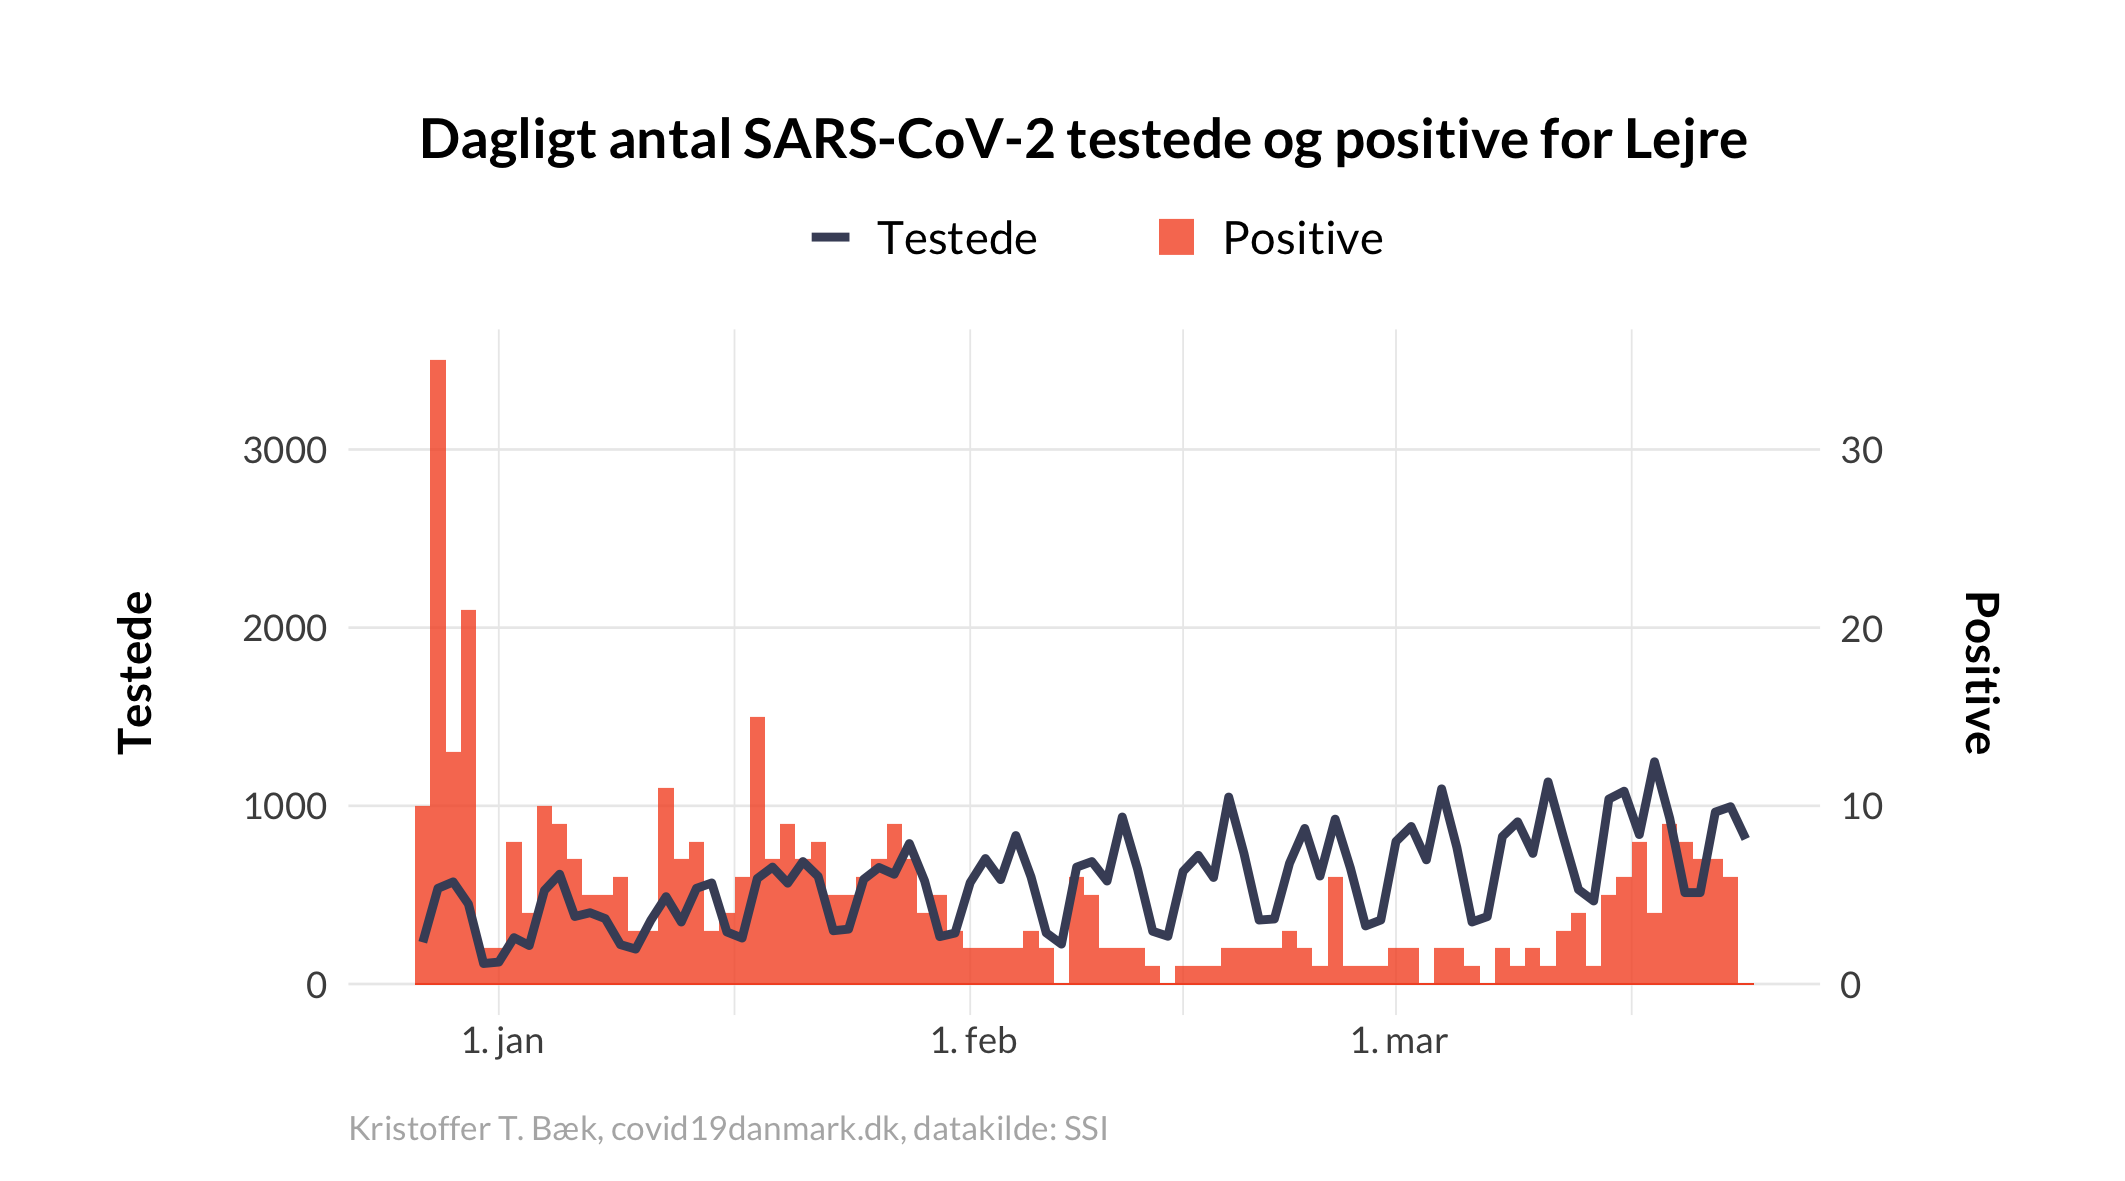 Dagligt antal SARS-CoV-2 testede og positive for Lejre
Testede Positive
Testede
3000
2000
1000
0
30
20
10
0
Positive
1. jan 1. feb 1. mar
Kristoffer T. Bæk, covid19danmark.dk, datakilde: SSI